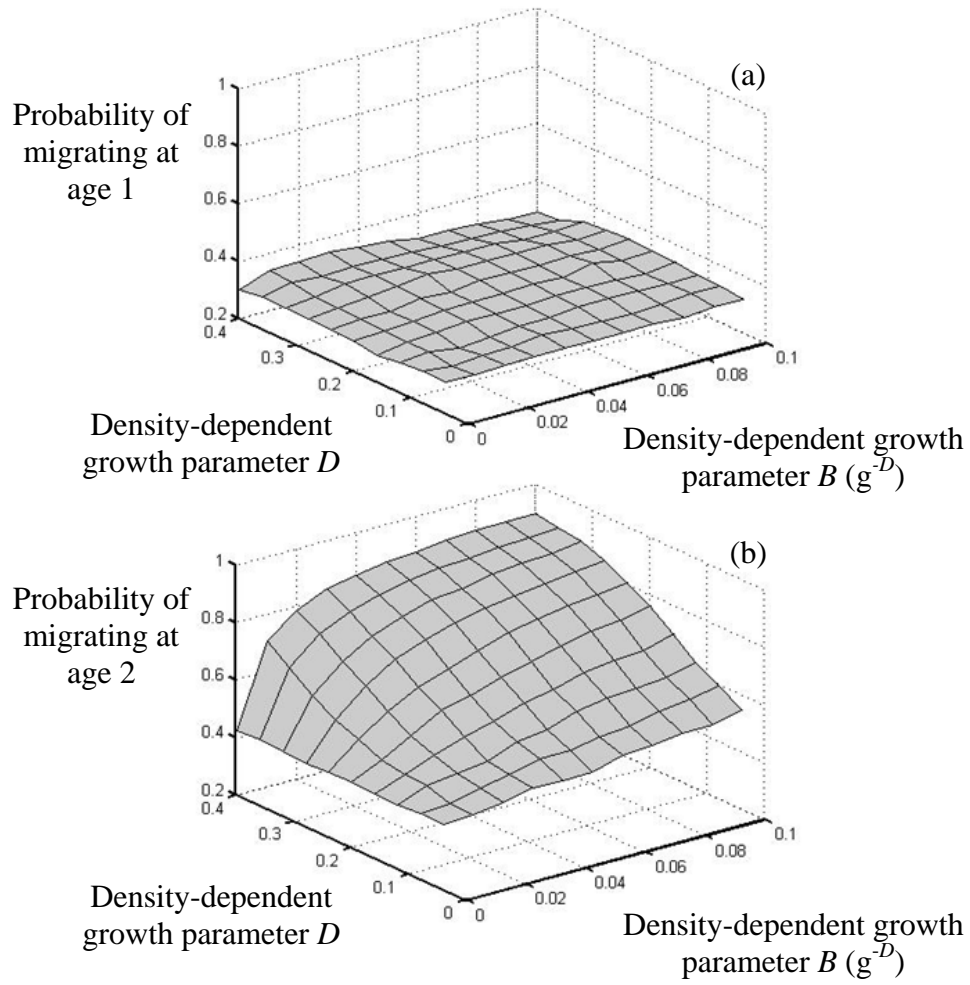 (a)
1
Probability of
migrating at
age 1
0.8
0.6
0.4
0.2
0.4
0.3
0.2
0.1
0
0
0.02
0.04
0.06
0.08
0.1
Density-dependent
growth parameter D
Density-dependent growth
parameter B (g^-D)
(b)
1
Probability of
migrating at
age 2
0.8
0.6
0.4
0.2
0.4
0.3
0.2
0.1
0
0
0.02
0.04
0.06
0.08
0.1
Density-dependent
growth parameter D
Density-dependent growth
parameter B (g^-D)